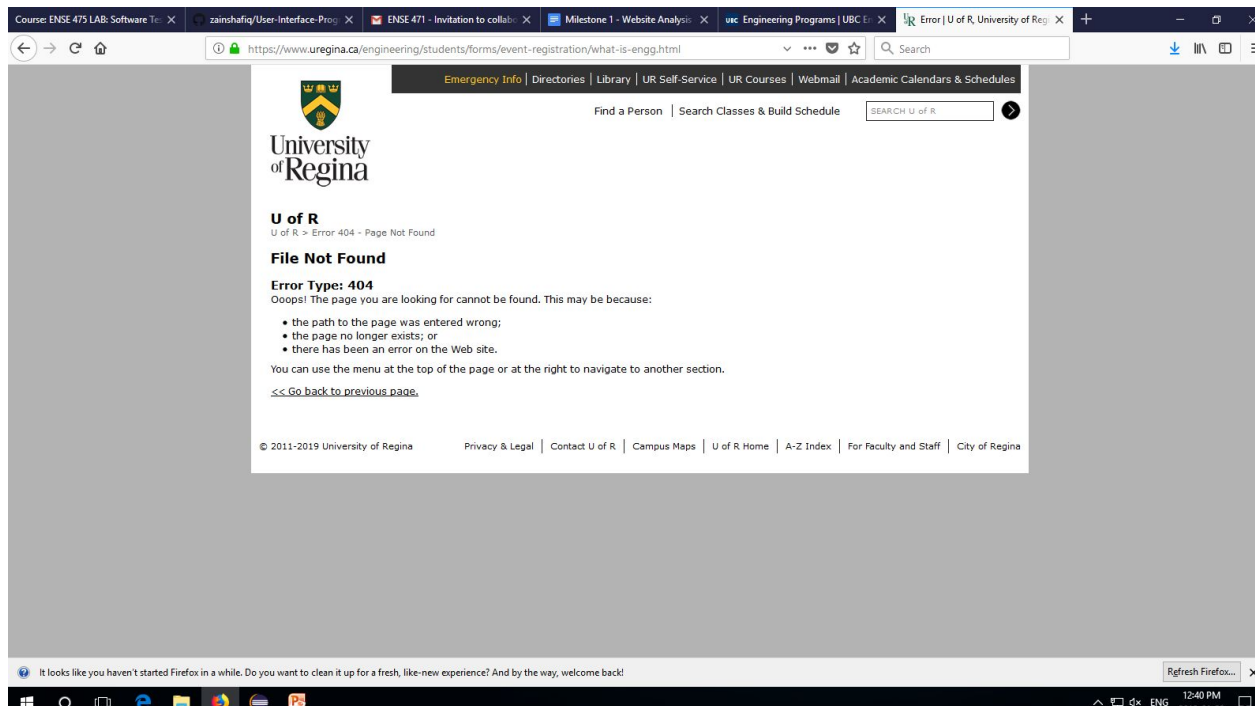 Course: ENSE 475 LAB: Software Te
zainshafiq/User-Interface-Prog
ENSE 471 - Invitation to collabo
Milestone 1 - Website Analysis
UBC Engineering Programs | UBC En
UR Error | U of R, University of Regi
https://www.uregina.ca/engineering/students/forms/event-registration/what-is-engg.html
Search
Emergency Info | Directories | Library | UR Self-Service | UR Courses | Webmail | Academic Calendars & Schedules
Find a Person | Search Classes & Build Schedule
SEARCH U of R
University
of Regina
U of R
U of R > Error 404 - Page Not Found
File Not Found
Error Type: 404
Ooops! The page you are looking for cannot be found. This may be because:
• the path to the page was entered wrong;
• the page no longer exists; or
• there has been an error on the Web site.
You can use the menu at the top of the page or at the right to navigate to another section.
<< Go back to previous page.
© 2011-2019 University of Regina
Privacy & Legal | Contact U of R | Campus Maps | U of R Home | A-Z Index | For Faculty and Staff | City of Regina
It looks like you haven't started Firefox in a while. Do you want to clean it up for a fresh, like-new experience? And by the way, welcome back!
Refresh Firefox...
ENG
12:40 PM